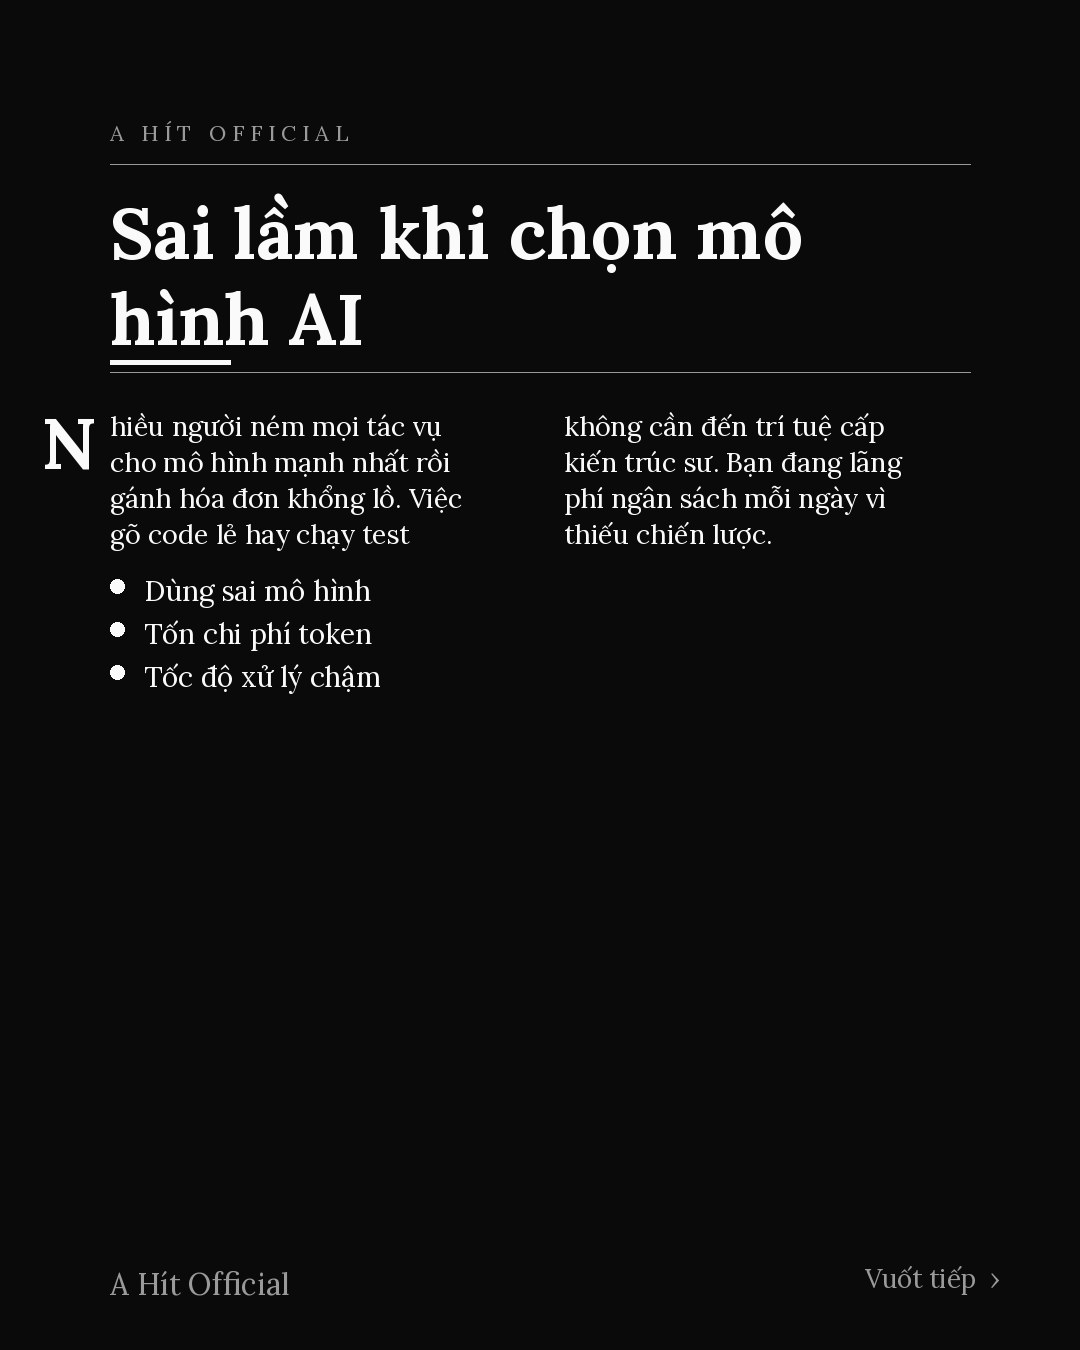 A HÍT OFFICIAL
Sai lầm khi chọn mô
hình AI
Nhiều người ném mọi tác vụ
cho mô hình mạnh nhất rồi
gánh hóa đơn khổng lồ. Việc
gõ code lẻ hay chạy test
không cần đến trí tuệ cấp
kiến trúc sư. Bạn đang lãng
phí ngân sách mỗi ngày vì
thiếu chiến lược.
Dùng sai mô hình
Tốn chi phí token
Tốc độ xử lý chậm
A Hít Official
Vuốt tiếp ›